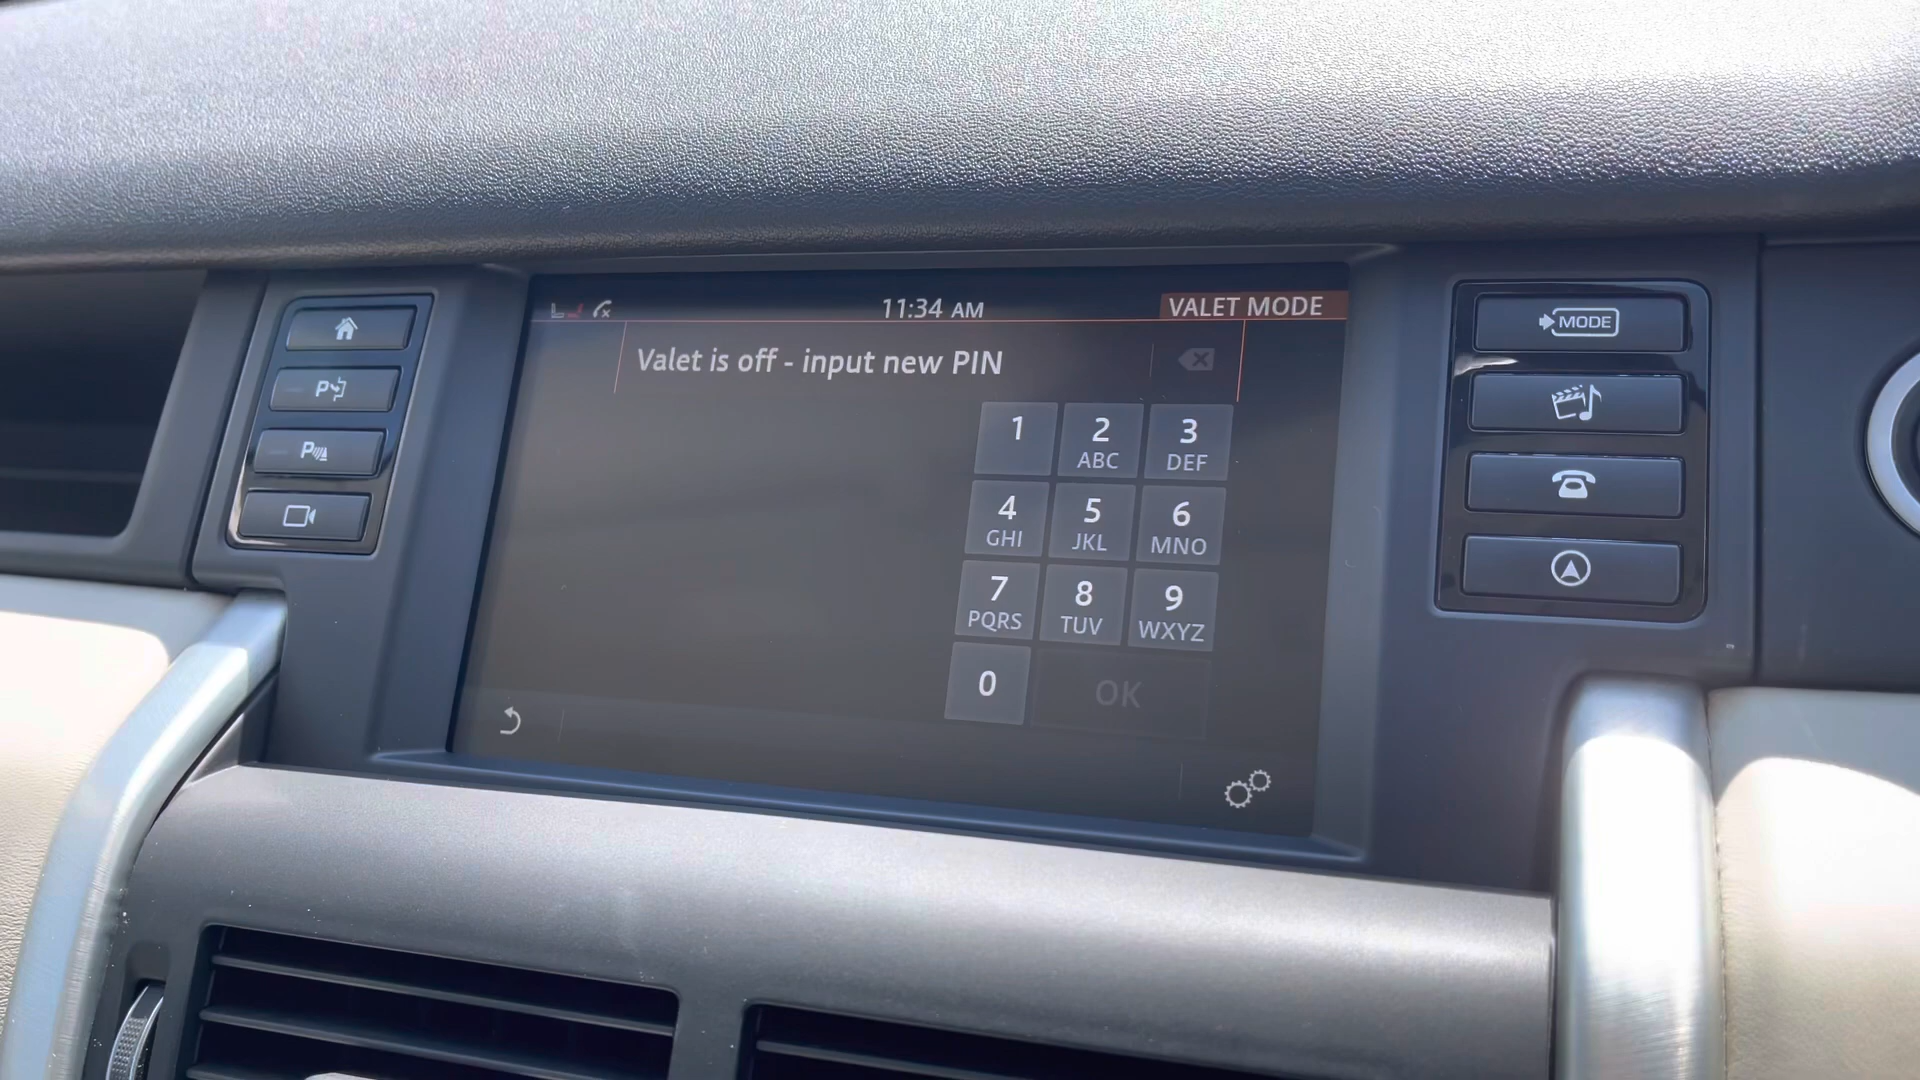 11:34 AM
VALET MODE
Valet is off - input new PIN
1
2
3
ABC
DEF
4
5
6
GHI
JKL
MNO
7
8
9
PQRS
TUV
WXYZ
0
OK
P
P
MODE